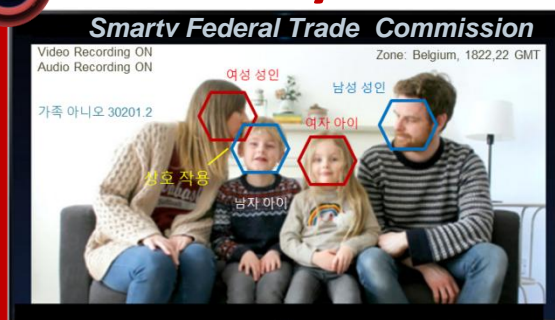 Smartv Federal Trade Commission
Video Recording ON
Audio Recording ON
Zone: Belgium, 1822,22 GMT
여성 성인
남성 성인
가족 아니오 30201.2
여자 아이
상호 작용
남자 아이